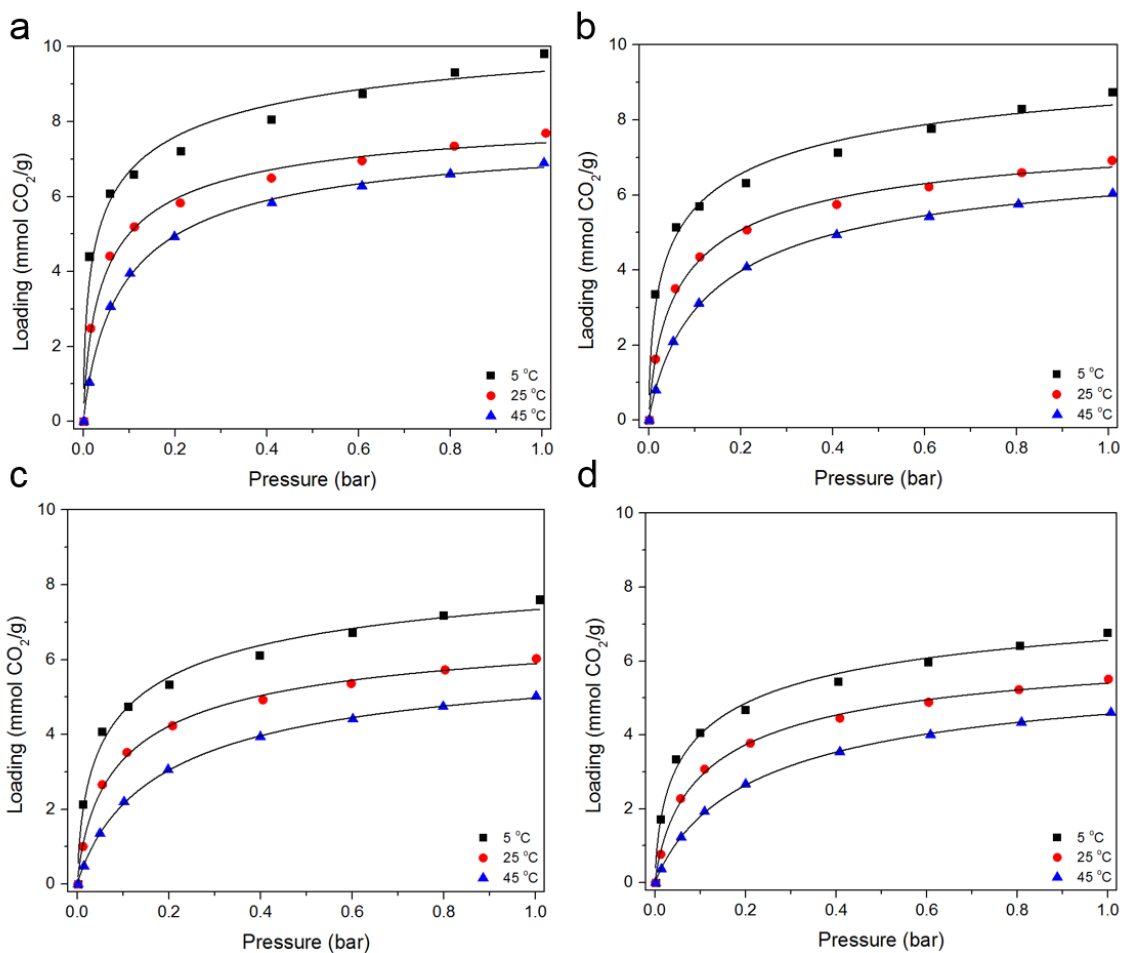 a
10
8
6
4
2
0
Loading (mmol CO₂/g)
5 °C
25 °C
45 °C
0.0 0.2 0.4 0.6 0.8 1.0
Pressure (bar)
b
10
8
6
4
2
0
Laoding (mmol CO₂/g)
5 °C
25 °C
45 °C
0.0 0.2 0.4 0.6 0.8 1.0
Pressure (bar)
c
10
8
6
4
2
0
Loading (mmol CO₂/g)
5 °C
25 °C
45 °C
0.0 0.2 0.4 0.6 0.8 1.0
Pressure (bar)
d
10
8
6
4
2
0
Loading (mmol CO₂/g)
5 °C
25 °C
45 °C
0.0 0.2 0.4 0.6 0.8 1.0
Pressure (bar)